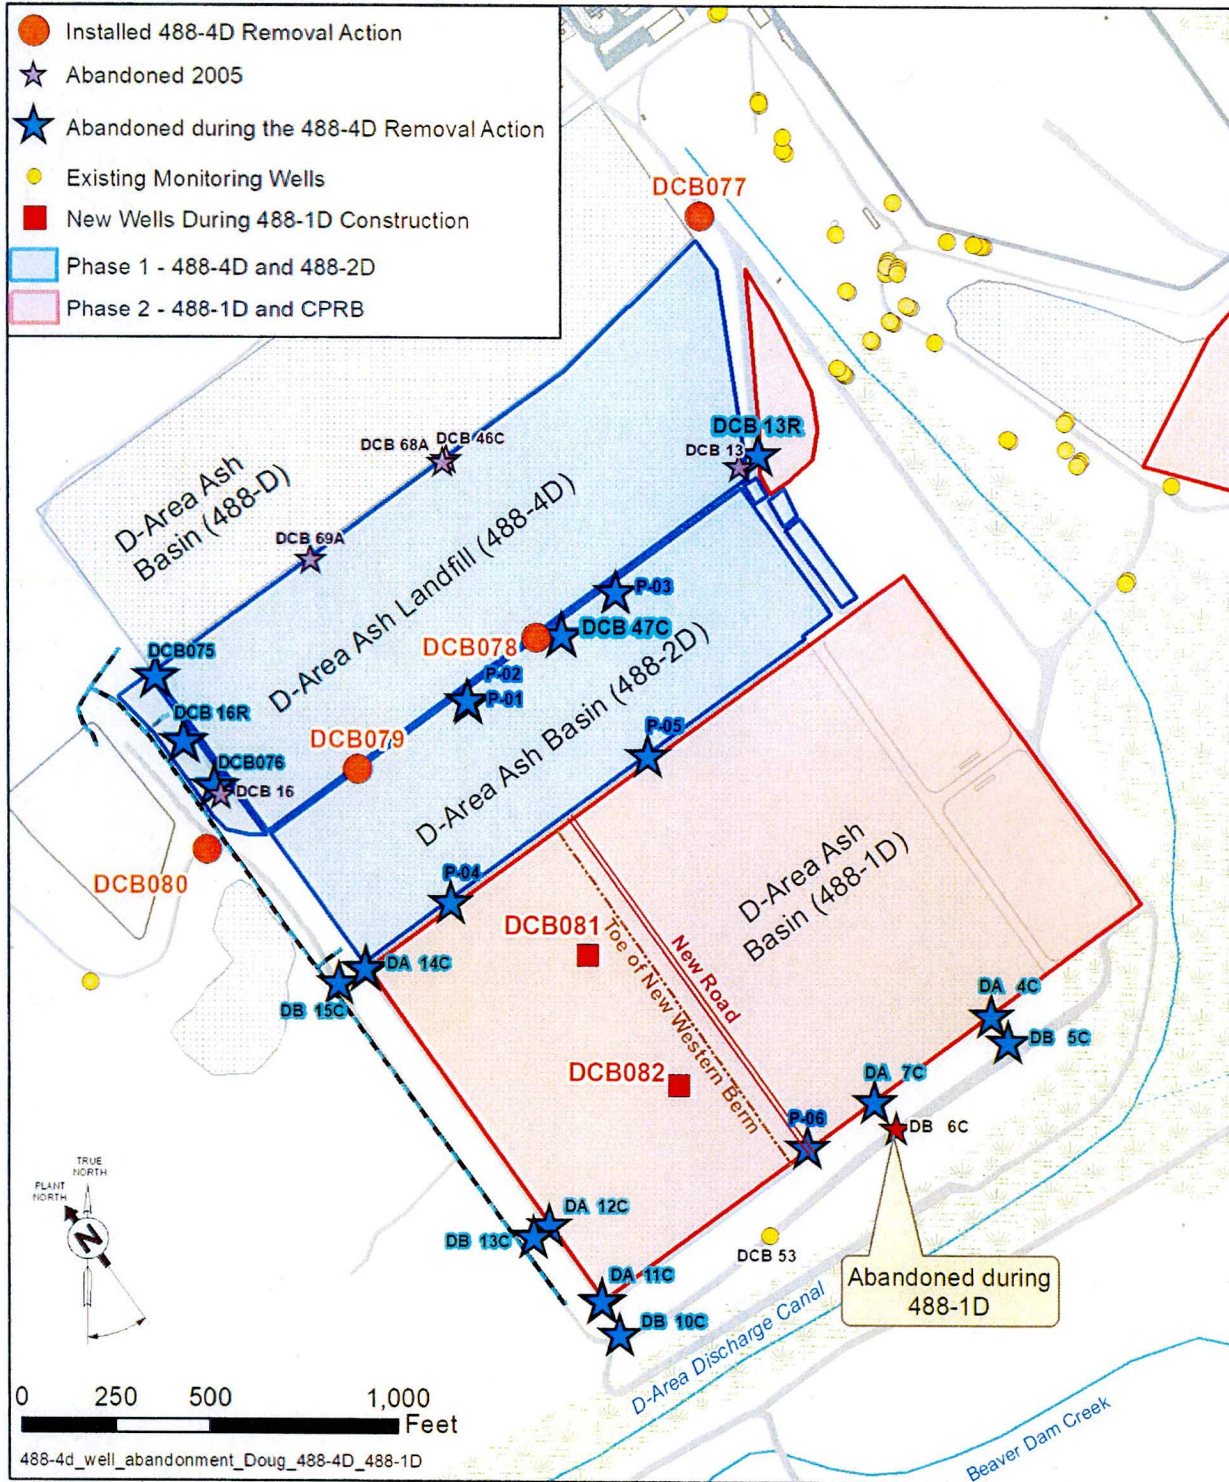 Installed 488-4D Removal Action
Abandoned 2005
Abandoned during the 488-4D Removal Action
Existing Monitoring Wells
New Wells During 488-1D Construction
Phase 1 - 488-4D and 488-2D
Phase 2 - 488-1D and CPRB
DCB077
DCB 13R
DCB 13
DCB 68A
DCB 46C
DCB 69A
D-Area Ash
Basin (488-D)
D-Area Ash Landfill (488-4D)
P-03
DCB 47C
DCB078
DCB075
P-02
P-01
DCB 16R
DCB079
DCB076
DCB 16
D-Area Ash Basin (488-2D)
P-05
DCB080
P-04
D-Area Ash
Basin (488-1D)
DCB081
New Road
Toe of New Western Berm
DA 14C
DB 15C
DCB082
DA 4C
DB 5C
DA 7C
DB 6C
P-06
DA 12C
DB 13C
DCB 53
DA 11C
DB 10C
Abandoned during
488-1D
D-Area Discharge Canal
Beaver Dam Creek
TRUE
NORTH
PLANT
NORTH
N
0 250 500 1,000
Feet
488-4d_well_abandonment_Doug_488-4D_488-1D